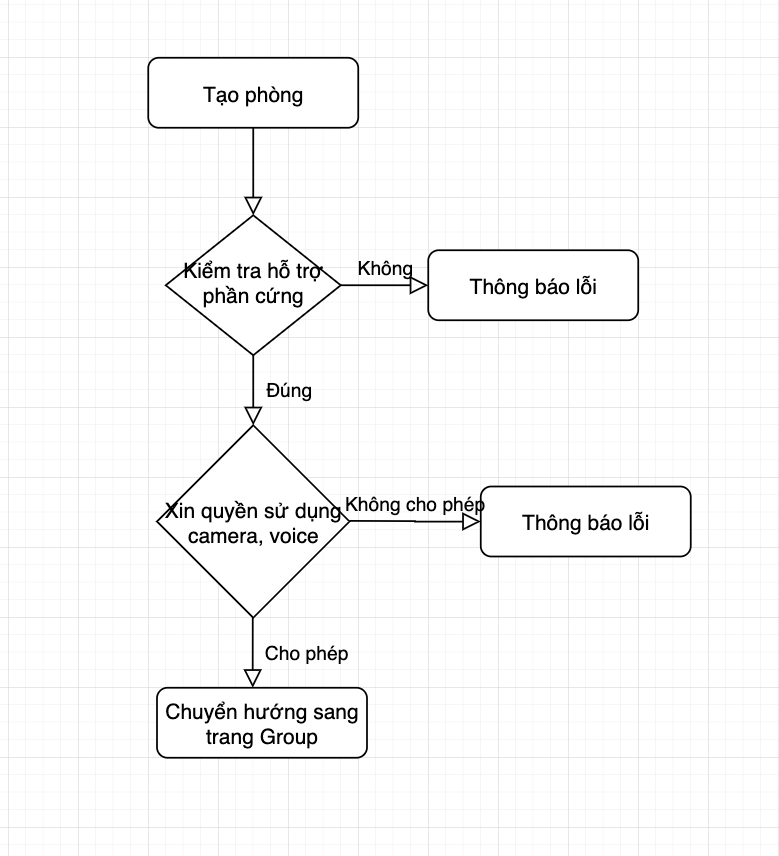 Tạo phòng
Kiểm tra hỗ trợ
phần cứng
Không
Thông báo lỗi
Đúng
Xin quyền sử dụng
camera, voice
Không cho phép
Thông báo lỗi
Cho phép
Chuyển hướng sang
trang Group